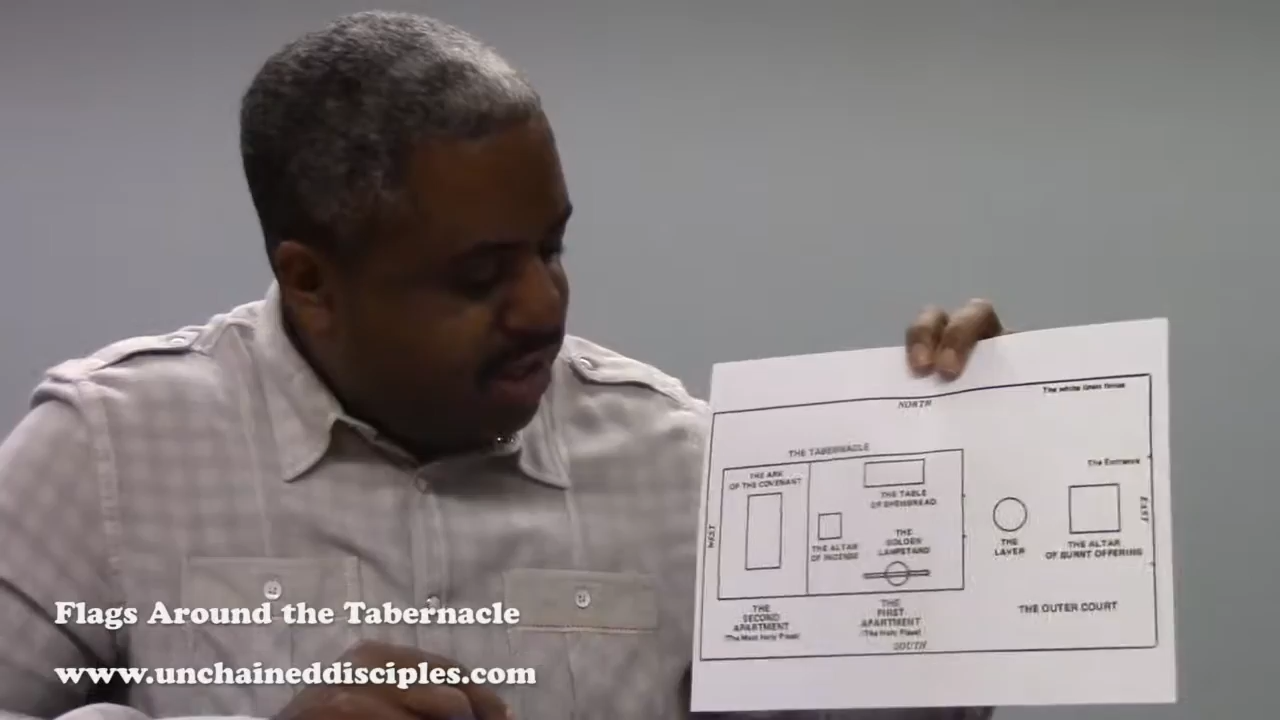 NORTH
The white linen fence
THE TABERNACLE
THE ARK
OF THE COVENANT
THE TABLE
OF SHEWBREAD
THE ALTAR
OF INCENSE
THE
GOLDEN
LAMPSTAND
WEST
The Entrance
EAST
THE
LAVER
THE ALTAR
OF BURNT OFFERING
THE
SECOND
APARTMENT
(The Most Holy Place)
THE
FIRST
APARTMENT
(The Holy Place)
THE OUTER COURT
SOUTH
Flags Around the Tabernacle
www.unchaineddisciples.com